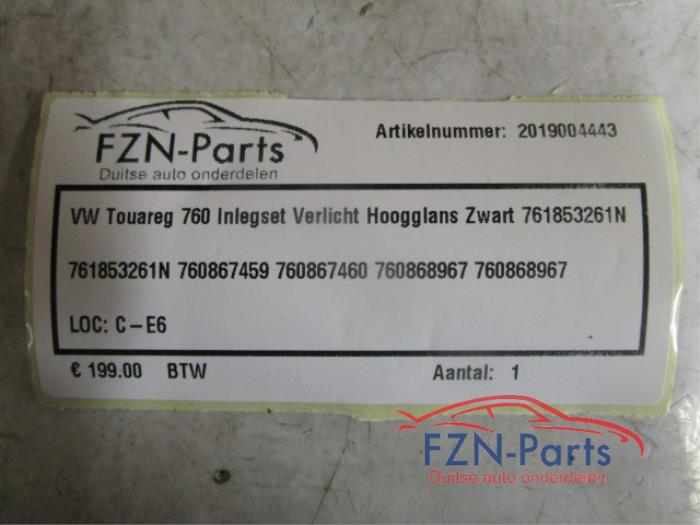 FZN-Parts
Duitse auto onderdelen
Artikelnummer: 2019004443
VW Touareg 760 Inlegset Verlicht Hoogglans Zwart 761853261N
761853261N 760867459 760867460 760868967 760868967
LOC: C-E6
€ 199.00 BTW
Aantal: 1
FZN-Parts
Duitse auto onderdelen